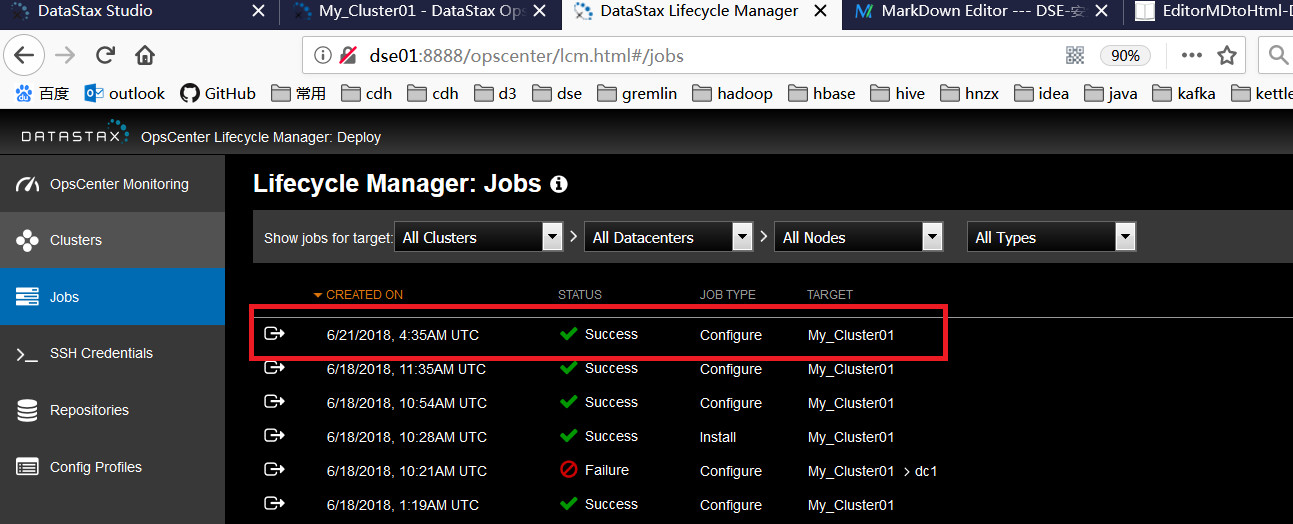 DataStax Studio
My_Cluster01 - DataStax Ops
DataStax Lifecycle Manager
MarkDown Editor --- DSE-安
EditorMDtoHtml-D
dse01:8888/opscenter/lcm.html#/jobs
90%
百度 outlook GitHub 常用 cdh cdh d3 dse gremlin hadoop hbase hive hnzx idea java kafka kettle
DATASTAX OpsCenter Lifecycle Manager: Deploy
OpsCenter Monitoring
Clusters
Jobs
SSH Credentials
Repositories
Config Profiles
Lifecycle Manager: Jobs
Show jobs for target: All Clusters > All Datacenters > All Nodes All Types
CREATED ON STATUS JOB TYPE TARGET
6/21/2018, 4:35AM UTC Success Configure My_Cluster01
6/18/2018, 11:35AM UTC Success Configure My_Cluster01
6/18/2018, 10:54AM UTC Success Configure My_Cluster01
6/18/2018, 10:28AM UTC Success Install My_Cluster01
6/18/2018, 10:21AM UTC Failure Configure My_Cluster01 > dc1
6/18/2018, 1:19AM UTC Success Configure My_Cluster01